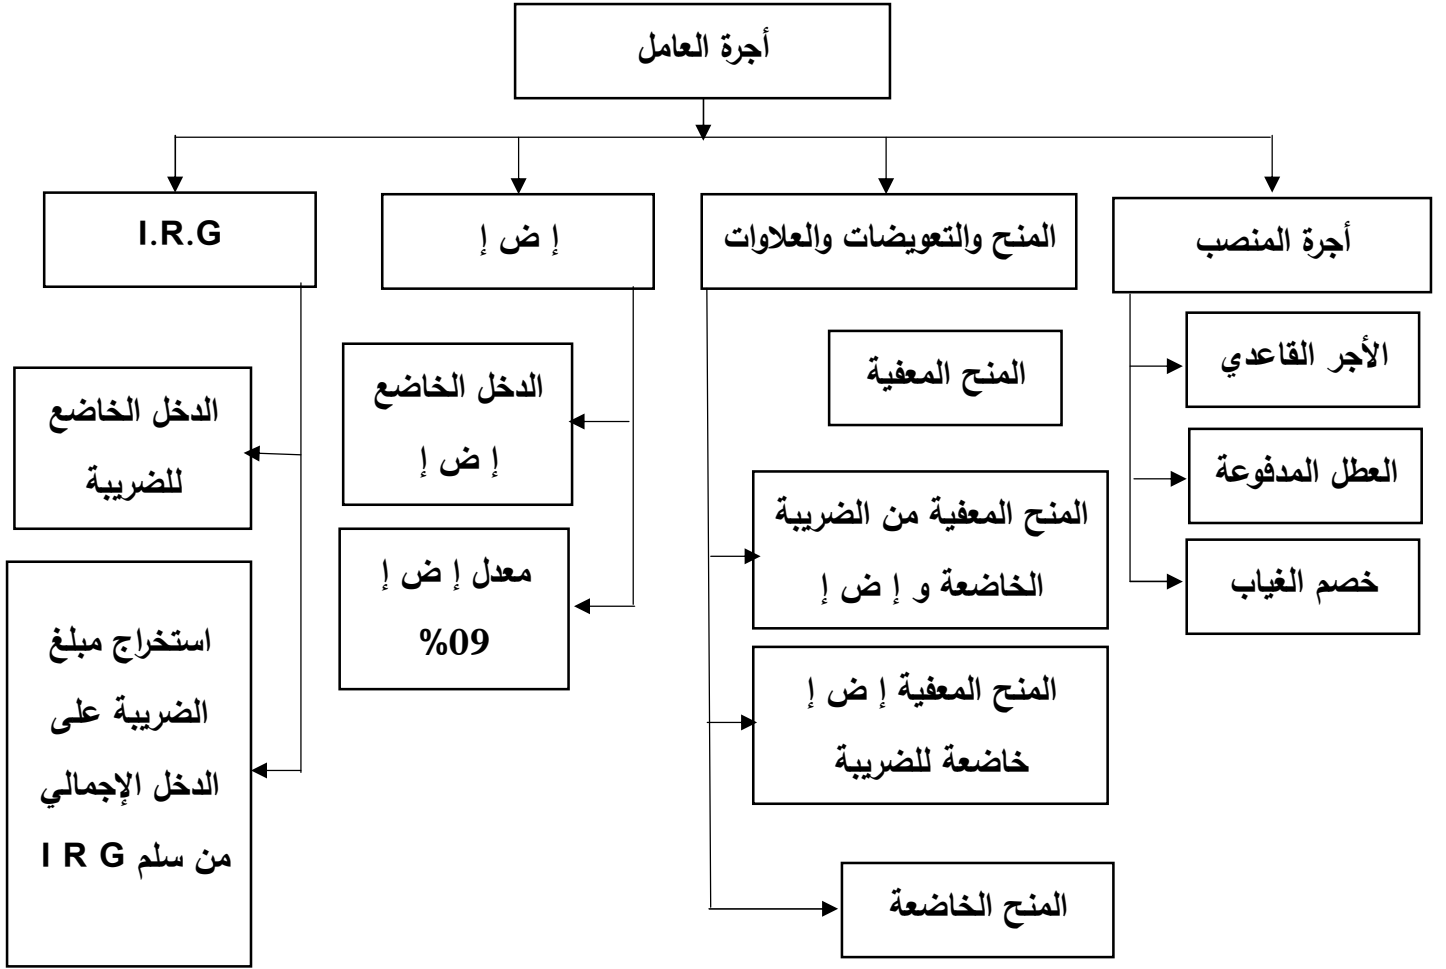 أجرة العامل
أجرة المنصب
الأجر القاعدي
العطل المدفوعة
خصم الغياب
المنح والتعويضات والعلاوات
المنح المعفية
المنح المعفية من الضريبة
الخاضعة و إ ض إ
المنح المعفية إ ض إ
خاضعة للضريبة
المنح الخاضعة
إ ض إ
الدخل الخاضع
إ ض إ
معدل إ ض إ
%09
I.R.G
الدخل الخاضع
للضريبة
استخراج مبلغ
الضريبة على
الدخل الإجمالي
من سلم I R G